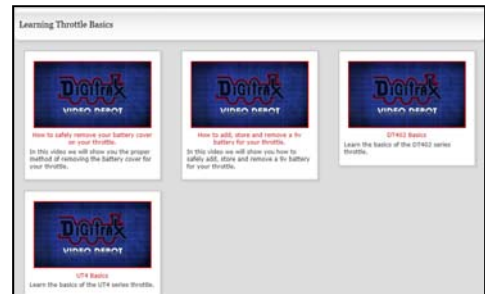 Learning Throttle Basics
DIGITRAX
VIDEO DEPOT
How to safely remove your battery cover
on your throttle.
In this video we will show you the proper
method of removing the battery cover for
your throttle.
DIGITRAX
VIDEO DEPOT
How to add, store and remove a 9v
battery for your throttle.
In this video we will show you how to
safely add, store and remove a 9v battery
for your throttle.
DIGITRAX
VIDEO DEPOT
DT402 Basics
Learn the basics of the DT402 series
throttle.
DIGITRAX
VIDEO DEPOT
UT4 Basics
Learn the basics of the UT4 series throttle.